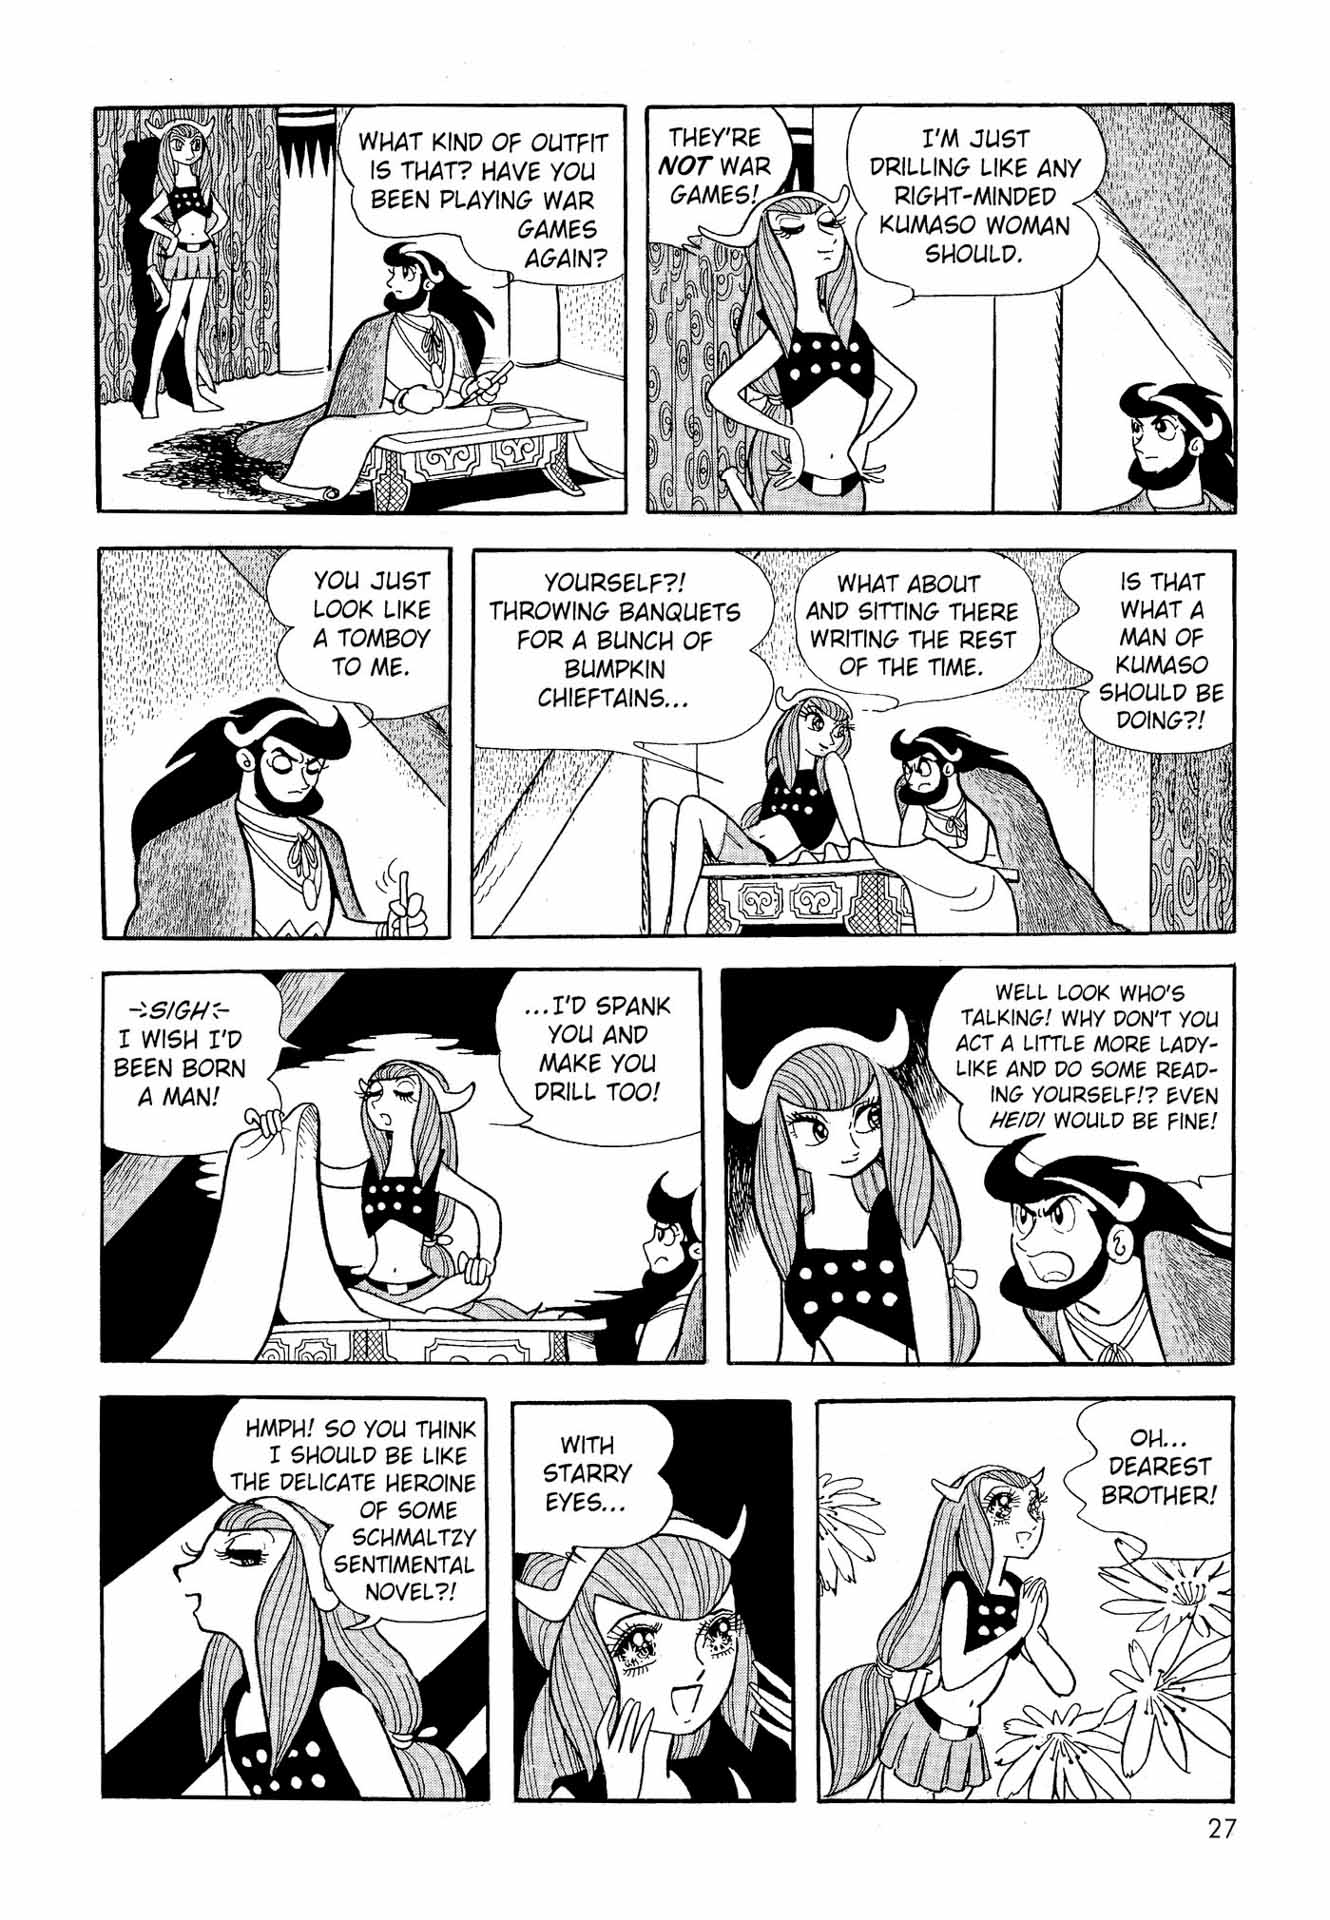 WHAT KIND OF OUTFIT
IS THAT? HAVE YOU
BEEN PLAYING WAR
GAMES
AGAIN?
THEY'RE
NOT WAR
GAMES!
I'M JUST
DRILLING LIKE ANY
RIGHT-MINDED
KUMASO WOMAN
SHOULD.
YOU JUST
LOOK LIKE
A TOMBOY
TO ME.
YOURSELF?!
THROWING BANQUETS
FOR A BUNCH OF
BUMPKIN
CHIEFTAINS...
WHAT ABOUT
AND SITTING THERE
WRITING THE REST
OF THE TIME.
IS THAT
WHAT A
MAN OF
KUMASO
SHOULD BE
DOING?!
SIGH
I WISH I'D
BEEN BORN
A MAN!
...I'D SPANK
YOU AND
MAKE YOU
DRILL TOO!
WELL LOOK WHO'S
TALKING! WHY DON'T YOU
ACT A LITTLE MORE LADY-
LIKE AND DO SOME READ-
ING YOURSELF!? EVEN
HEIDI WOULD BE FINE!
HMPH! SO YOU THINK
I SHOULD BE LIKE
THE DELICATE HEROINE
OF SOME
SCHMALTZY
SENTIMENTAL
NOVEL?!
WITH
STARRY
EYES...
OH...
DEAREST
BROTHER!
27